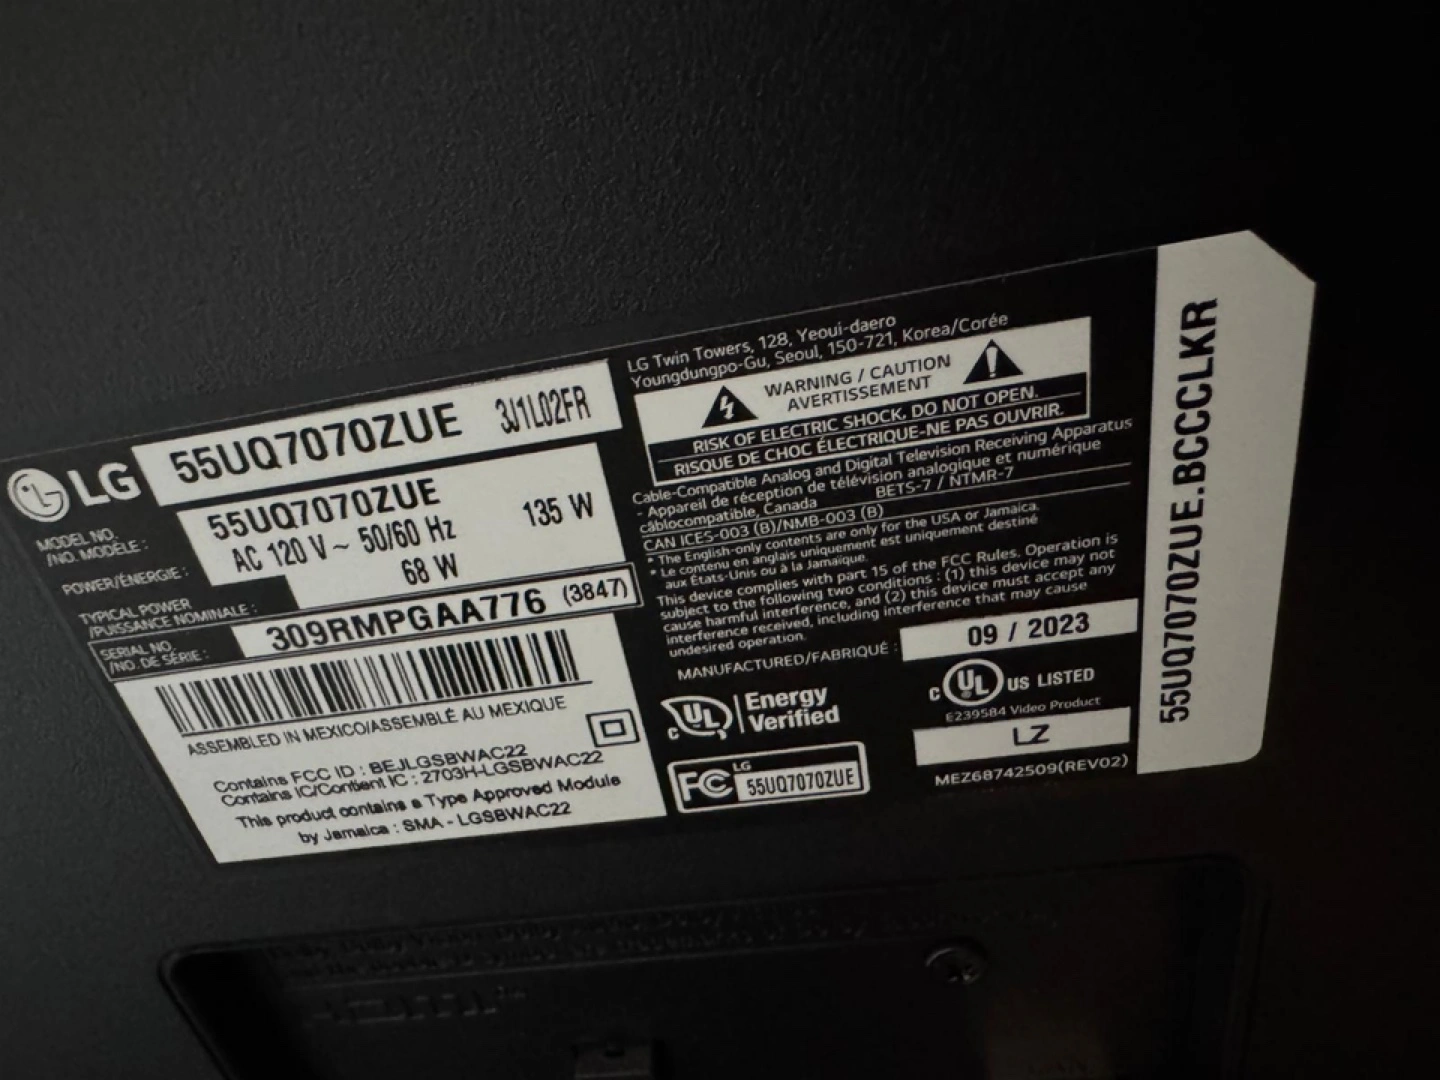 LG
55UQ7070ZUE 3J1L02FR
MODEL NO.
/NO. MODÈLE :
55UQ7070ZUE
POWER/ÉNERGIE :
AC 120 V ~ 50/60 Hz 135 W
TYPICAL POWER
/PUISSANCE NOMINALE :
68 W
SERIAL NO.
/NO. DE SÉRIE :
309RMPGAA776 (3847)
ASSEMBLED IN MEXICO/ASSEMBLÉ AU MEXIQUE
Contains FCC ID : BEJLGSBWAC22
Contains IC/Contient IC : 2703H-LGSBWAC22
This product contains a Type Approved Module
by Jamaica : SMA - LGSBWAC22
LG Twin Towers, 128, Yeoui-daero
Youngdungpo-Gu, Seoul, 150-721, Korea/Corée
WARNING / CAUTION
AVERTISSEMENT
RISK OF ELECTRIC SHOCK, DO NOT OPEN.
RISQUE DE CHOC ÉLECTRIQUE-NE PAS OUVRIR.
Cable-Compatible Analog and Digital Television Receiving Apparatus
- Appareil de réception de télévision analogique et numérique
câblocompatible, Canada BETS-7 / NTMR-7
CAN ICES-003 (B)/NMB-003 (B)
* The English-only contents are only for the USA or Jamaica.
* Le contenu en anglais uniquement est uniquement destiné
aux États-Unis ou à la Jamaïque.
This device complies with part 15 of the FCC Rules. Operation is
subject to the following two conditions : (1) this device may not
cause harmful interference, and (2) this device must accept any
interference received, including interference that may cause
undesired operation.
MANUFACTURED/FABRIQUÉ : 09 / 2023
UL Energy
Verified
c UL US LISTED
E239584 Video Product
LZ
MEZ68742509(REV02)
FC LG
55UQ7070ZUE
55UQ7070ZUE.BCCCLKR